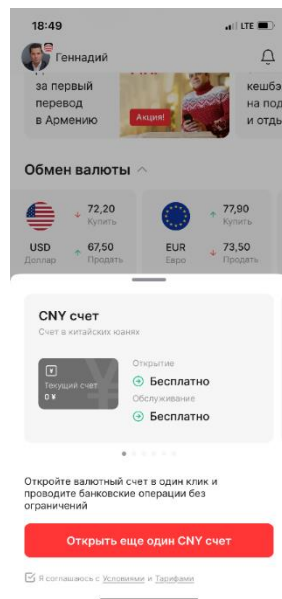 18:49
LTE
Геннадий
за первый
перевод
в Армению
Акция!
кешбэ
на под
и отды
Обмен валюты
72,20
Купить
77,90
Купить
USD
67,50
Доллар
Продать
EUR
73,50
Евро
Продать
CNY счет
Счет в китайских юанях
Открытие
Бесплатно
Обслуживание
Бесплатно
¥
Текущий счет
0 ¥
Откройте валютный счет в один клик и
проводите банковские операции без
ограничений
Открыть еще один CNY счет
Я соглашаюсь с Условиями и Тарифами